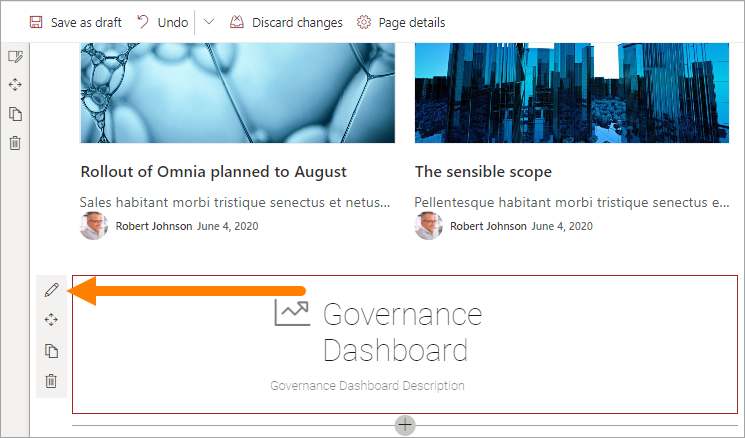 Save as draft Undo Discard changes Page details
Rollout of Omnia planned to August The sensible scope
Sales habitant morbi tristique senectus et netus... Pellentesque habitant morbi tristique senectus e...
Robert Johnson June 4, 2020 Robert Johnson June 4, 2020
Governance
Dashboard
Governance Dashboard Description